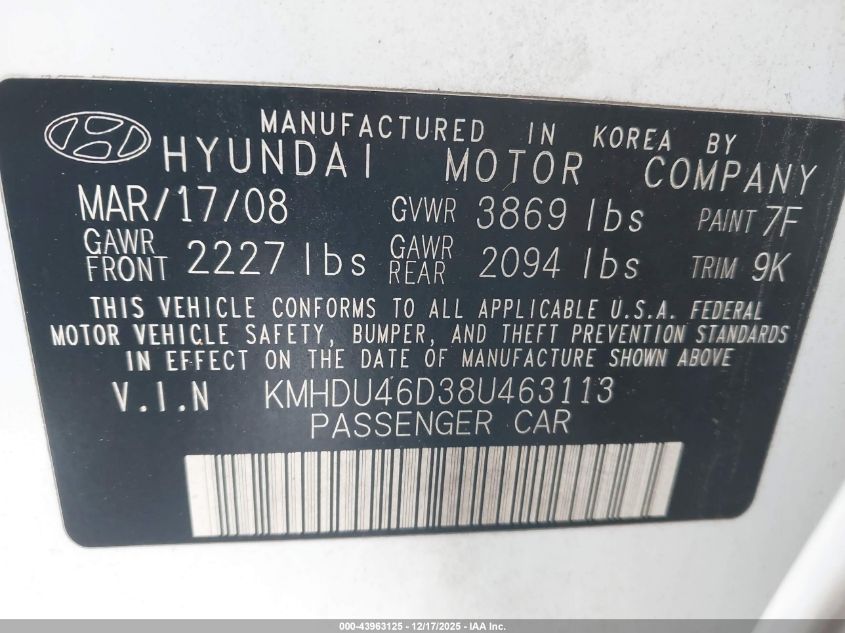 MANUFACTURED IN KOREA BY
HYUNDAI MOTOR COMPANY
MAR/17/08 GVWR 3869 lbs PAINT 7F
GAWR FRONT 2227 lbs GAWR REAR 2094 lbs TRIM 9K
THIS VEHICLE CONFORMS TO ALL APPLICABLE U.S.A. FEDERAL
MOTOR VEHICLE SAFETY, BUMPER, AND THEFT PREVENTION STANDARDS
IN EFFECT ON THE DATE OF MANUFACTURE SHOWN ABOVE
V.I.N KMHDU46D38U463113
PASSENGER CAR
000-43963125 - 12/17/2025 - IAA Inc.